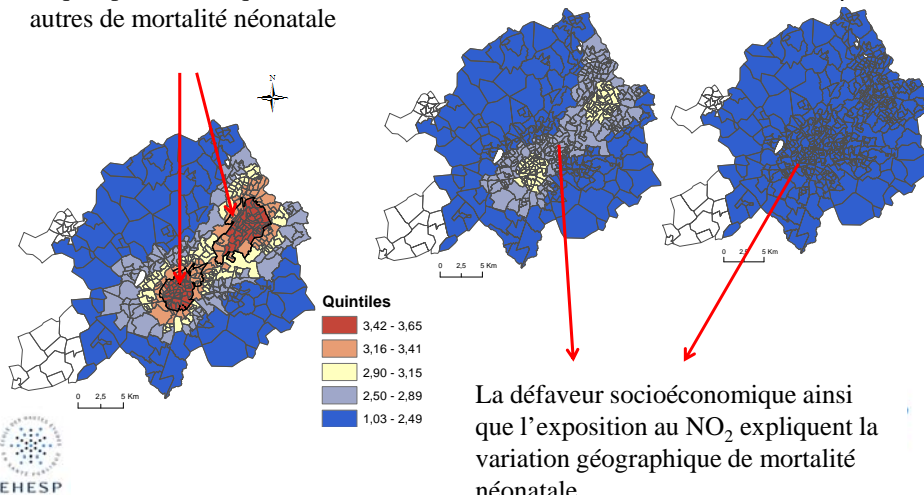 autres de mortalité néonatale
N
0 2,5 5 Km
0 2,5 5 Km
0 2,5 5 Km
Quintiles
3,42 - 3,65
3,16 - 3,41
2,90 - 3,15
2,50 - 2,89
1,03 - 2,49
La défaveur socioéconomique ainsi
que l’exposition au NO₂ expliquent la
variation géographique de mortalité
néonatale
EHESP